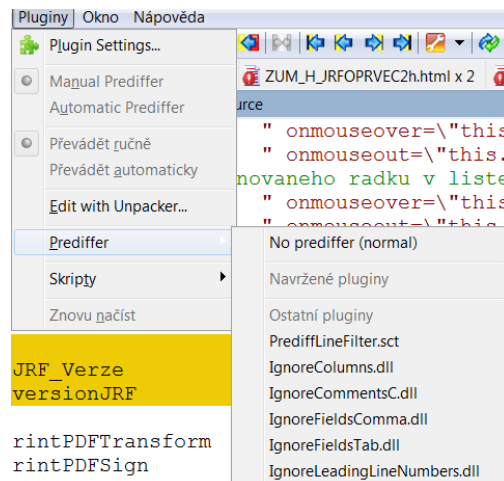 Pluginy Okno Nápověda
Plugin Settings...
ZUM_H_JRFOPRVEC2h.html x 2
Manual Prediffer
Automatic Prediffer
urce
" onmouseover=\"this
Převádět ručně
" onmouseout=\"this.
Převádět automaticky
novaneho radku v liste
Edit with Unpacker...
" onmouseover=\"this
" onmouseout=\"this
Prediffer
No prediffer (normal)
Skripty
Navržené pluginy
Znovu načíst
Ostatní pluginy
PrediffLineFilter.sct
JRF_Verze
IgnoreColumns.dll
versionJRF
IgnoreCommentsC.dll
IgnoreFieldsComma.dll
rintPDFTransform
IgnoreFieldsTab.dll
rintPDFSign
IgnoreLeadingLineNumbers.dll